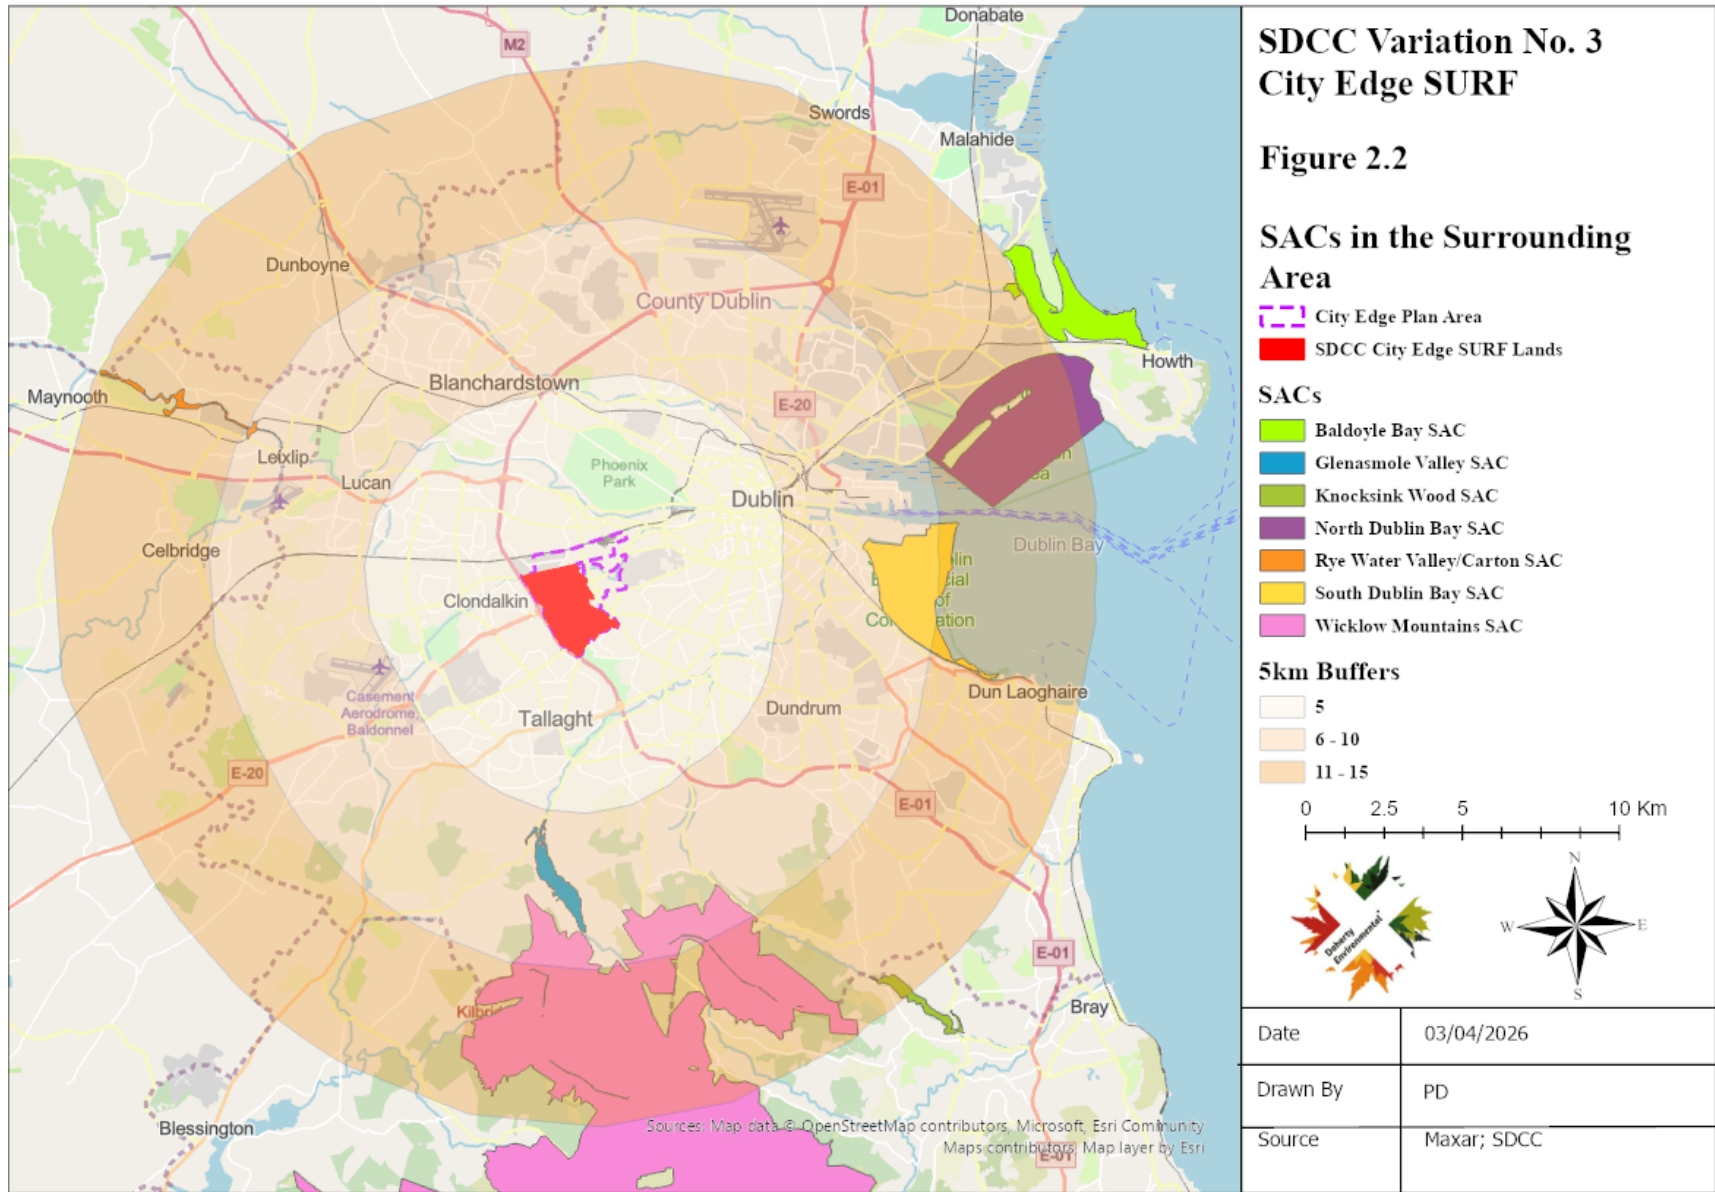 SDCC Variation No. 3
City Edge SURF
Figure 2.2
SACs in the Surrounding
Area
City Edge Plan Area
SDCC City Edge SURF Lands
SACs
Baldoyle Bay SAC
Glenasmole Valley SAC
Knocksink Wood SAC
North Dublin Bay SAC
Rye Water Valley/Carton SAC
South Dublin Bay SAC
Wicklow Mountains SAC
5km Buffers
5
6 - 10
11 - 15
0 2.5 5 10 Km
Doherty
Environmental
N
W E
S
Date 03/04/2026
Drawn By PD
Source Maxar; SDCC
Donabate
M2
Swords
Malahide
E-01
Dunboyne
County Dublin
Howth
Blanchardstown
Maynooth
E-20
Leixlip
Lucan
Phoenix
Park
Dublin
Celbridge
Dublin Bay
Clondalkin
Dun Laoghaire
Casement
Aerodrome,
Baldonnel
Tallaght
Dundrum
E-20
E-01
E-01
Bray
Blessington
Sources: Map data © OpenStreetMap contributors, Microsoft, Esri Community
Maps contributors, Map layer by Esri
E-01